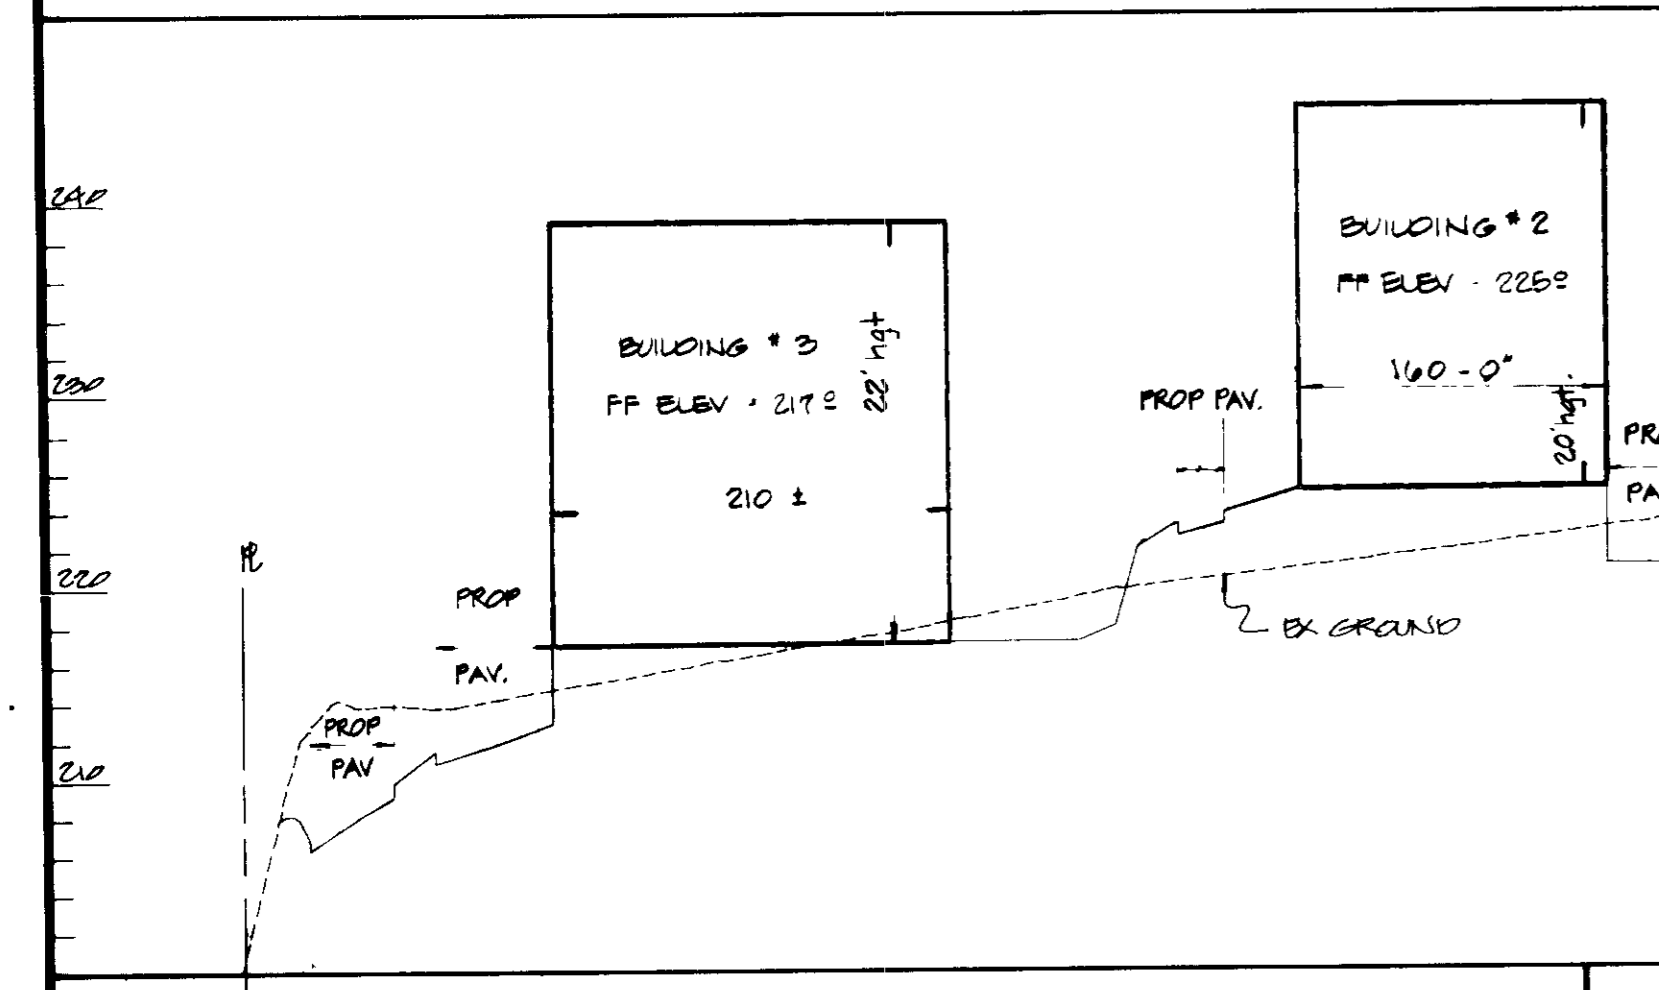 240
230
220
210
℄
PROP
PAV.
PROP
PAV
BUILDING # 3
FF ELEV · 217º
22' hgt
210 ±
PROP PAV.
EX GROUND
BUILDING # 2
FF ELEV · 225º
160-0"
20' hgt.
PA